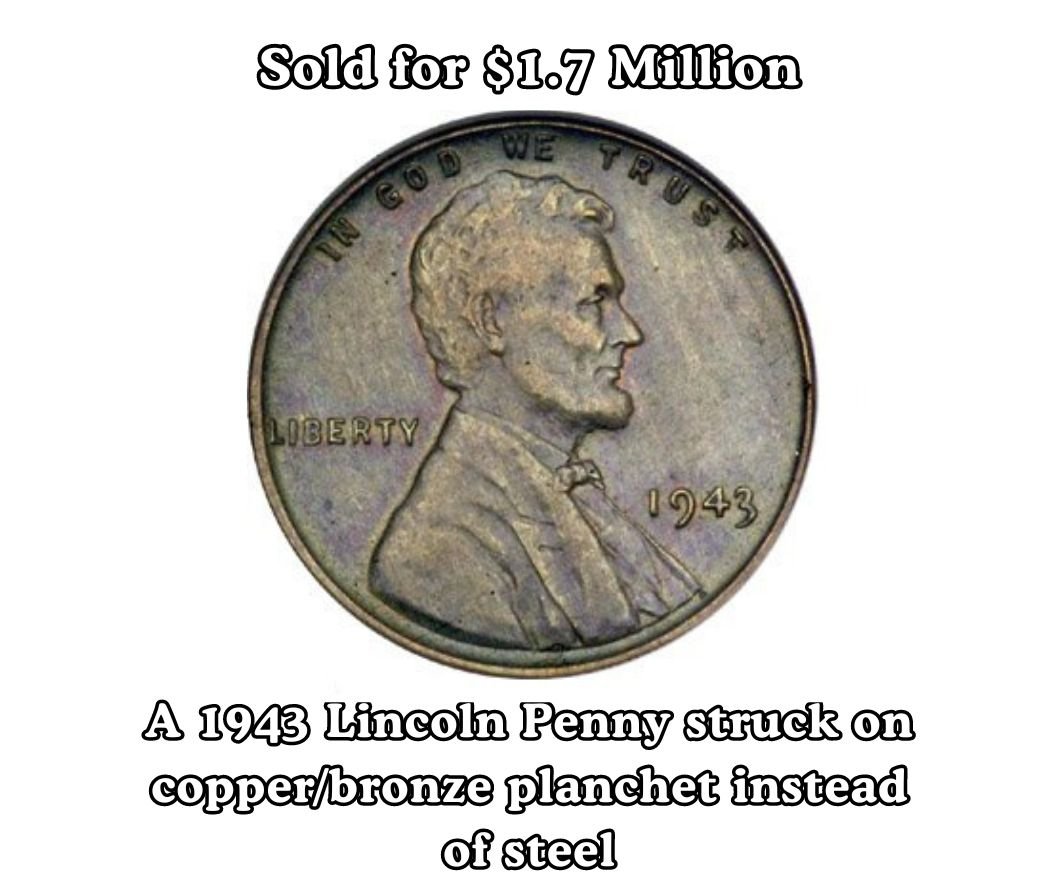 Sold for $1.7 Million
IN GOD WE TRUST
LIBERTY
1943
A 1943 Lincoln Penny struck on
copper/bronze planchet instead
of steel